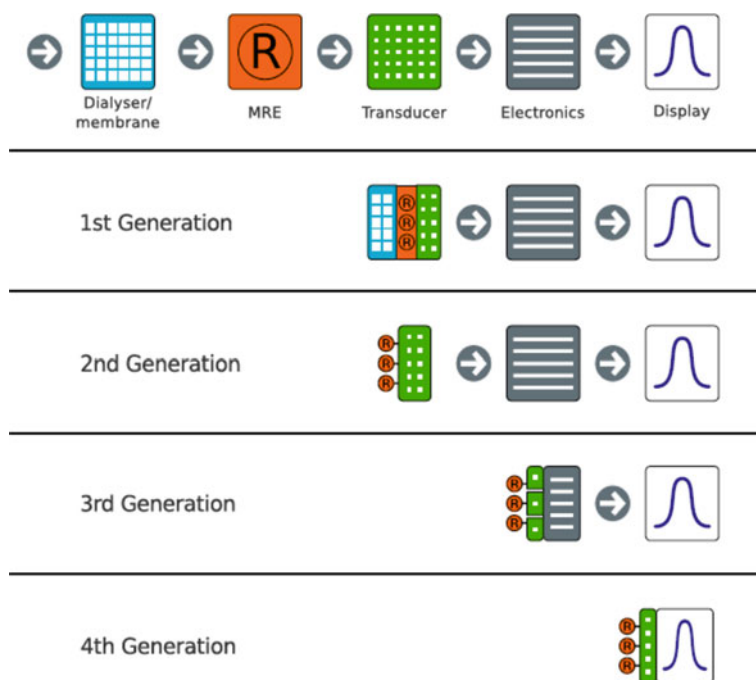 R
Dialyser/
membrane
MRE
Transducer
Electronics
Display
1st Generation
R
R
R
2nd Generation
R
R
R
3rd Generation
R
R
R
4th Generation
R
R
R